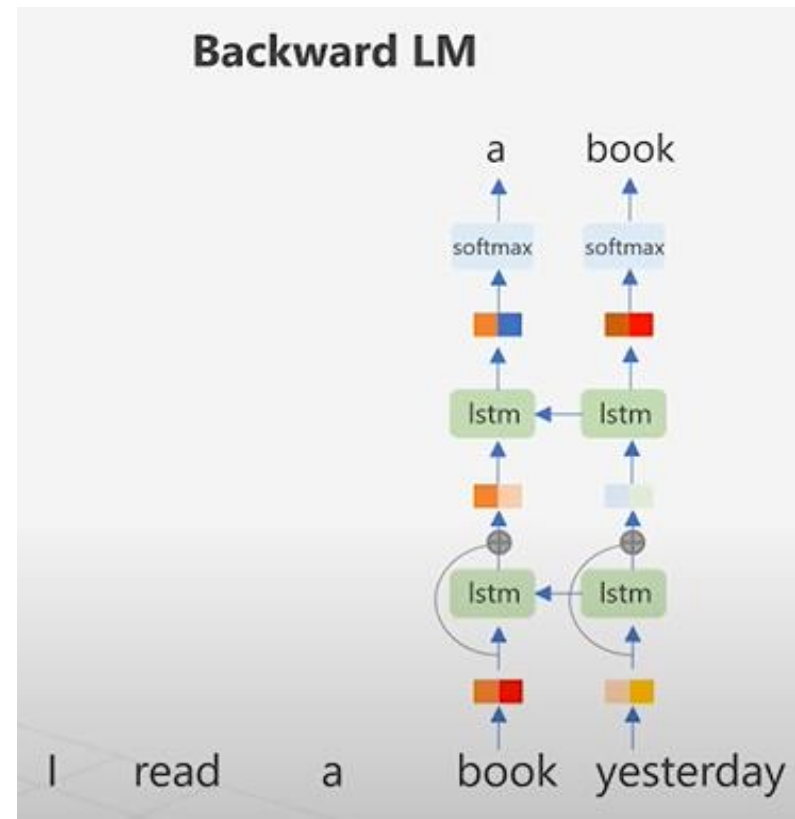 Backward LM
a book
softmax softmax
lstm lstm
lstm lstm
I read a book yesterday